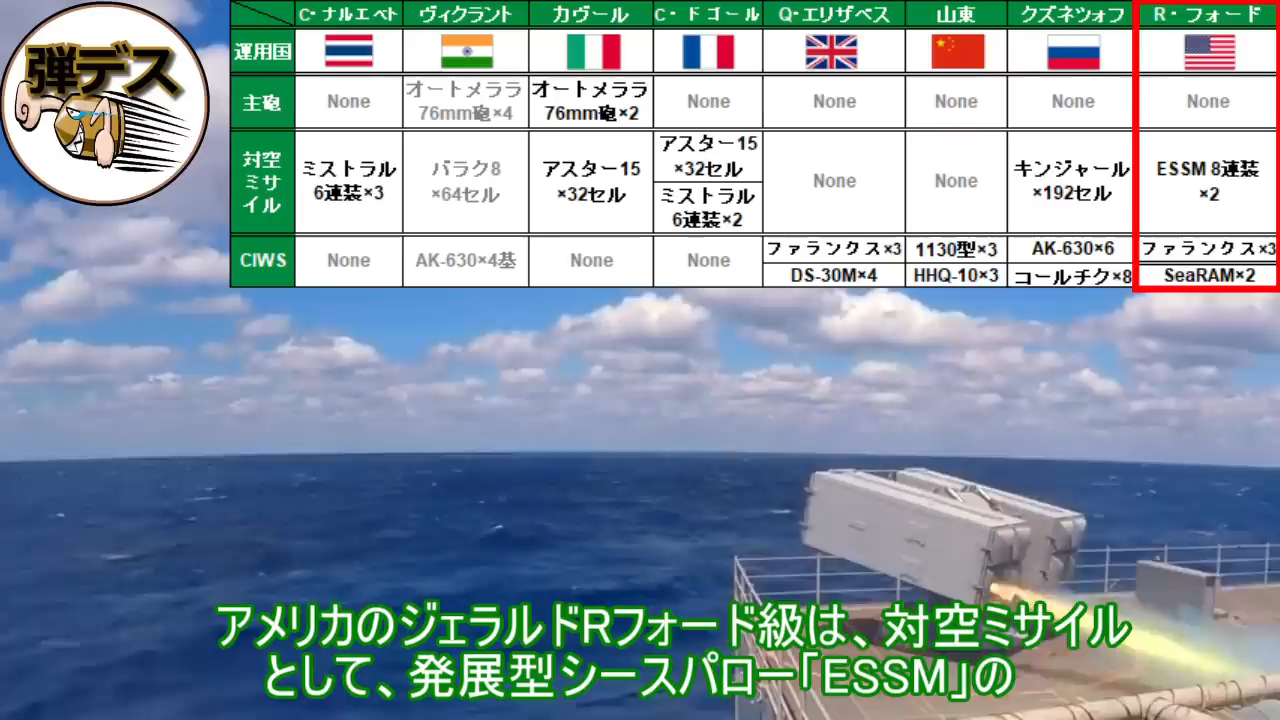 弾デス
C・ナルエベト ヴィクラント カヴール C・ドゴール Q・エリザベス 山東 クズネツォフ R・フォード
運用国
主砲 None オートメララ 76mm砲×4 オートメララ 76mm砲×2 None None None None None
対空ミサイル ミストラル 6連装×3 バラク8 ×64セル アスター15 ×32セル アスター15 ×32セル ミストラル 6連装×2 None None キンジャール ×192セル ESSM 8連装 ×2
CIWS None AK-630×4基 None None ファランクス×3 DS-30M×4 1130型×3 HHQ-10×3 AK-630×6 コールチク×8 ファランクス×3 SeaRAM×2
アメリカのジェラルドRフォード級は、対空ミサイル
として、発展型シースパロー「ESSM」の